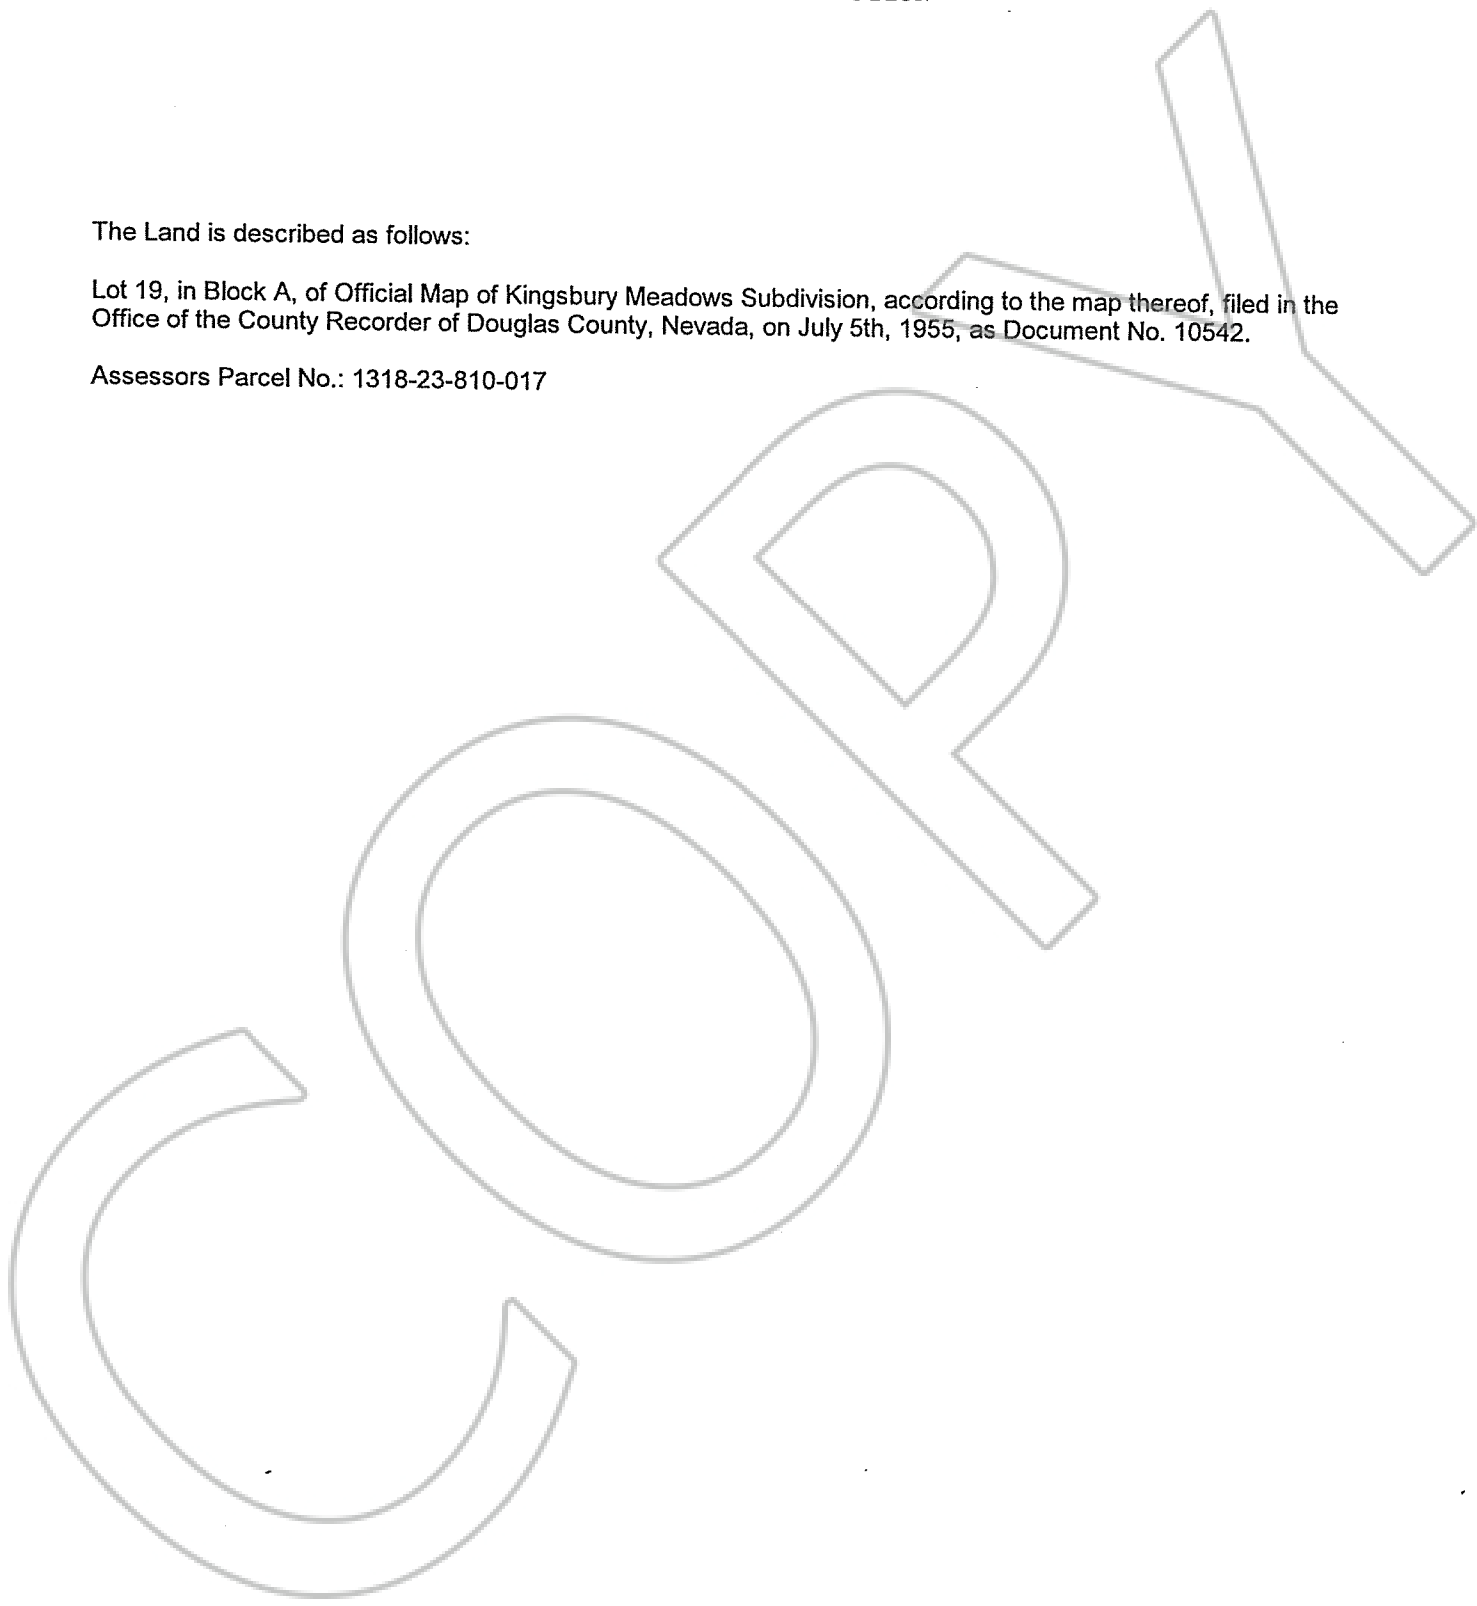 The Land is described as follows:
Lot 19, in Block A, of Official Map of Kingsbury Meadows Subdivision, according to the map thereof, filed in the
Office of the County Recorder of Douglas County, Nevada, on July 5th, 1955, as Document No. 10542.
Assessors Parcel No.: 1318-23-810-017
COPY